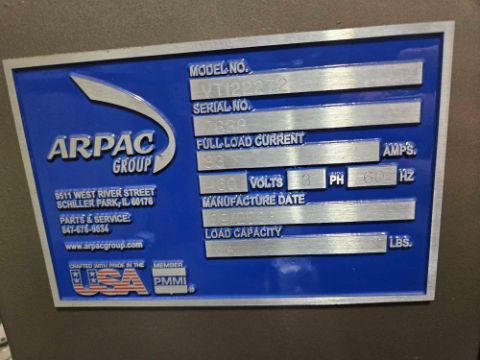 ARPAC
GROUP
9511 WEST RIVER STREET
SCHILLER PARK, IL 60176
PARTS & SERVICE:
847-678-9034
www.arpacgroup.com
CRAFTED WITH PRIDE IN THE
USA
MEMBER
PMMI
MODEL NO.
SERIAL NO.
FULL LOAD CURRENT
AMPS.
VOLTS 3 PH 60 HZ
MANUFACTURE DATE
LOAD CAPACITY
LBS.